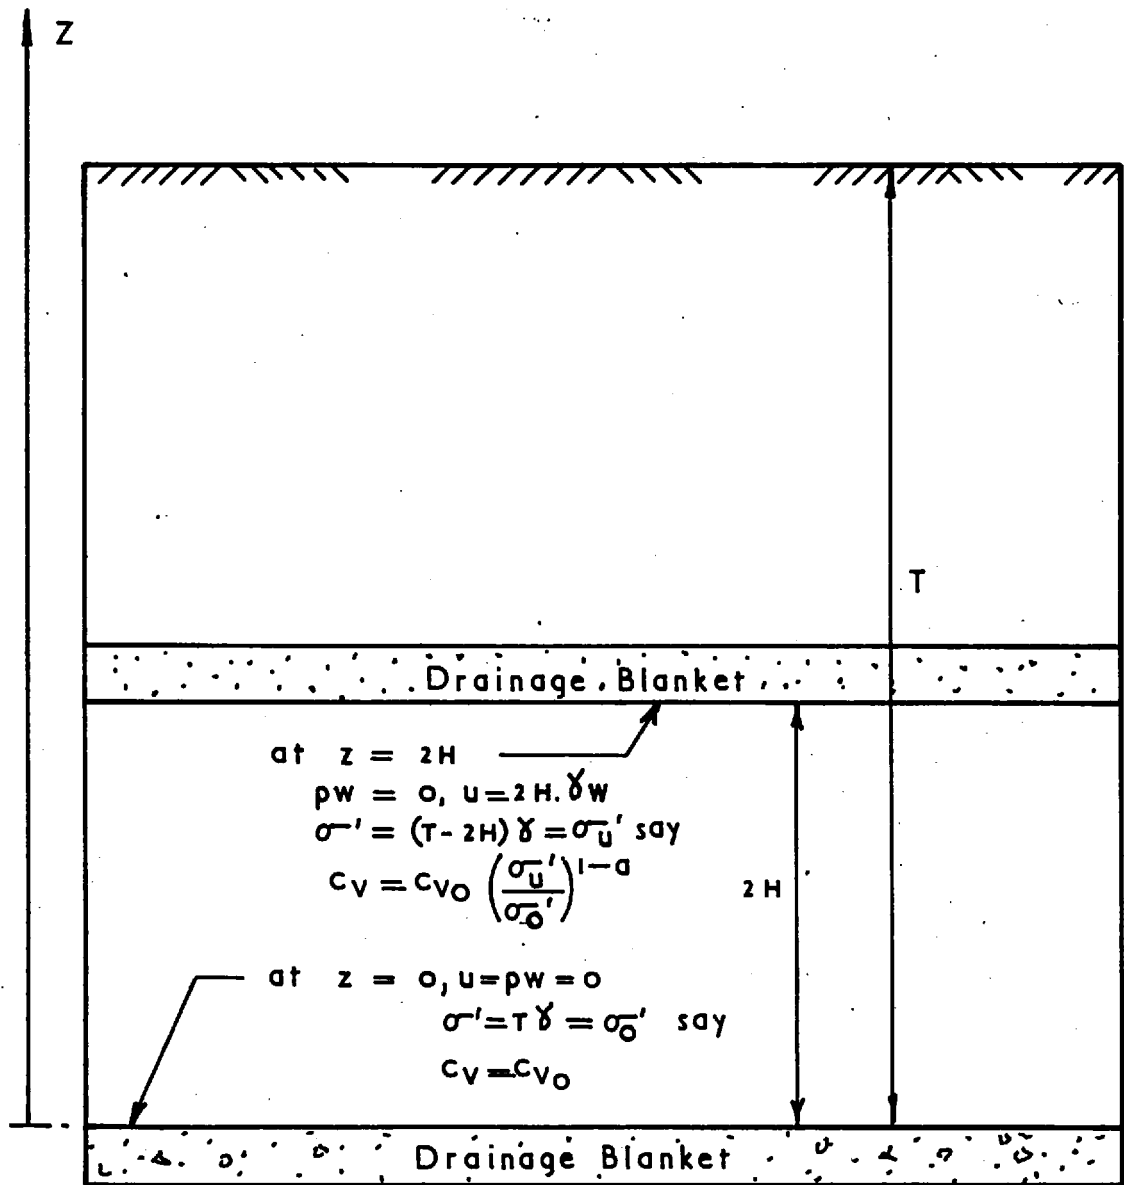 Z
T
Drainage Blanket
at z = 2H
pw = 0, u = 2H.γw
σ' = (T - 2H) γ = σu' say
cv = cvo (σu'/σo')^1-a
2H
at z = 0, u = pw = 0
σ' = T γ = σo' say
cv = cvo
Drainage Blanket